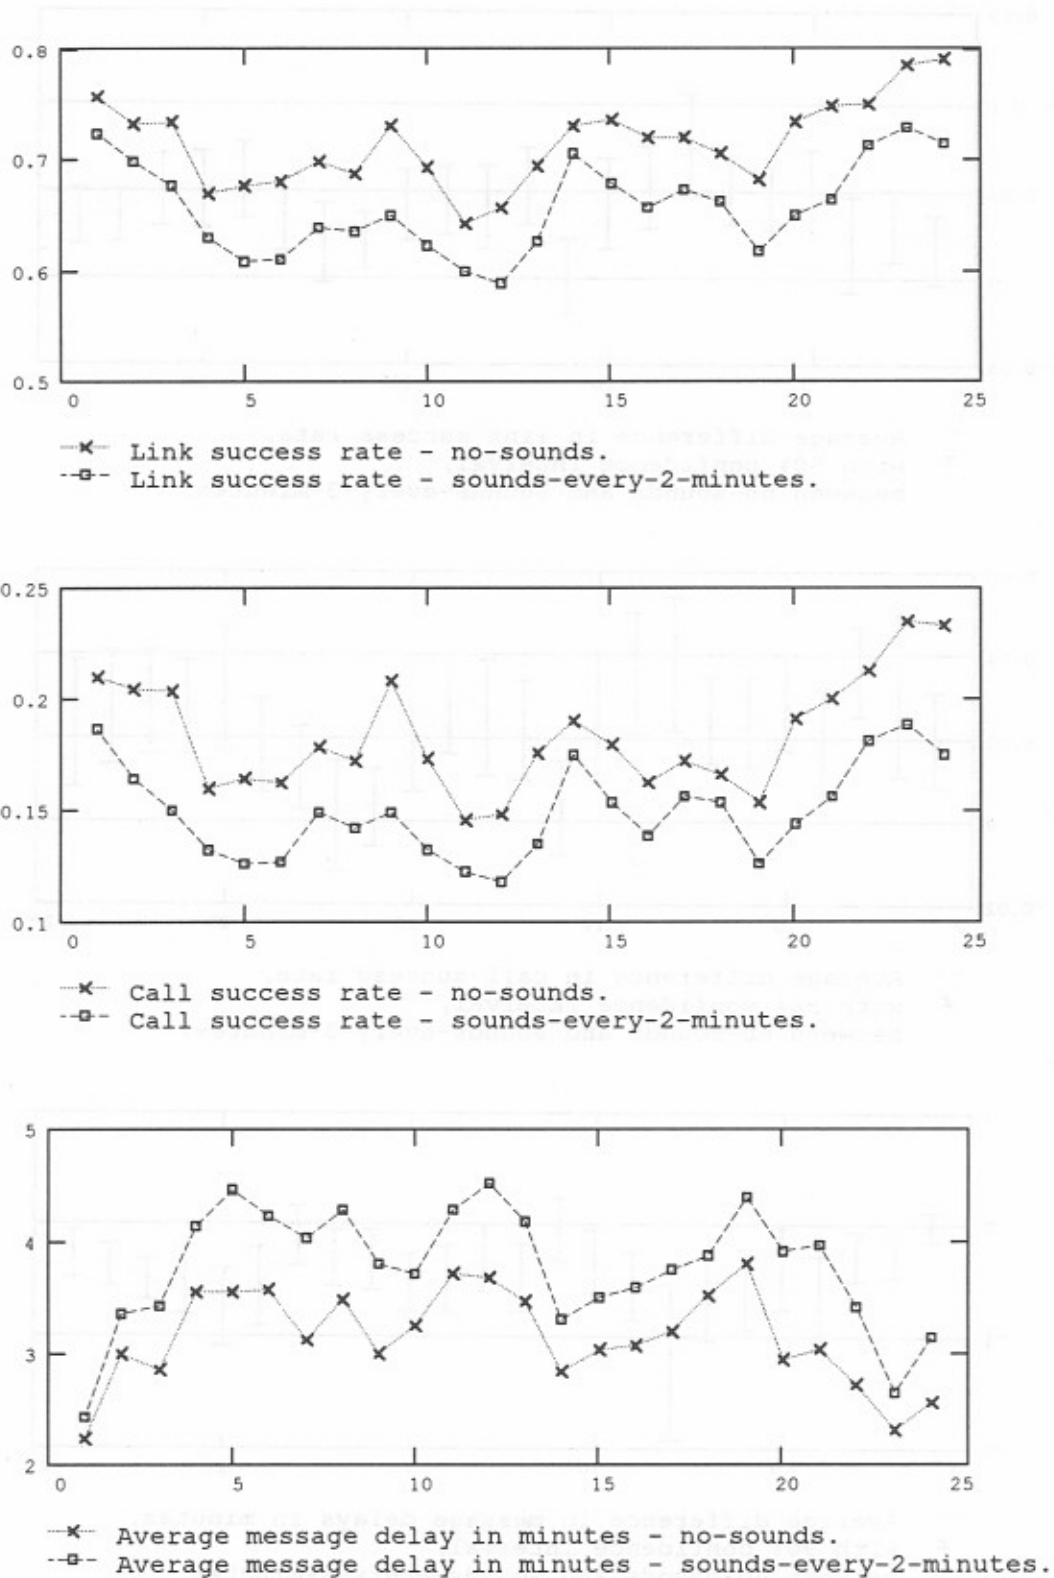 0.8
0.7
0.6
0.5
0 5 10 15 20 25
Link success rate - no-sounds.
Link success rate - sounds-every-2-minutes.
0.25
0.2
0.15
0.1
0 5 10 15 20 25
Call success rate - no-sounds.
Call success rate - sounds-every-2-minutes.
5
4
3
2
0 5 10 15 20 25
Average message delay in minutes - no-sounds.
Average message delay in minutes - sounds-every-2-minutes.